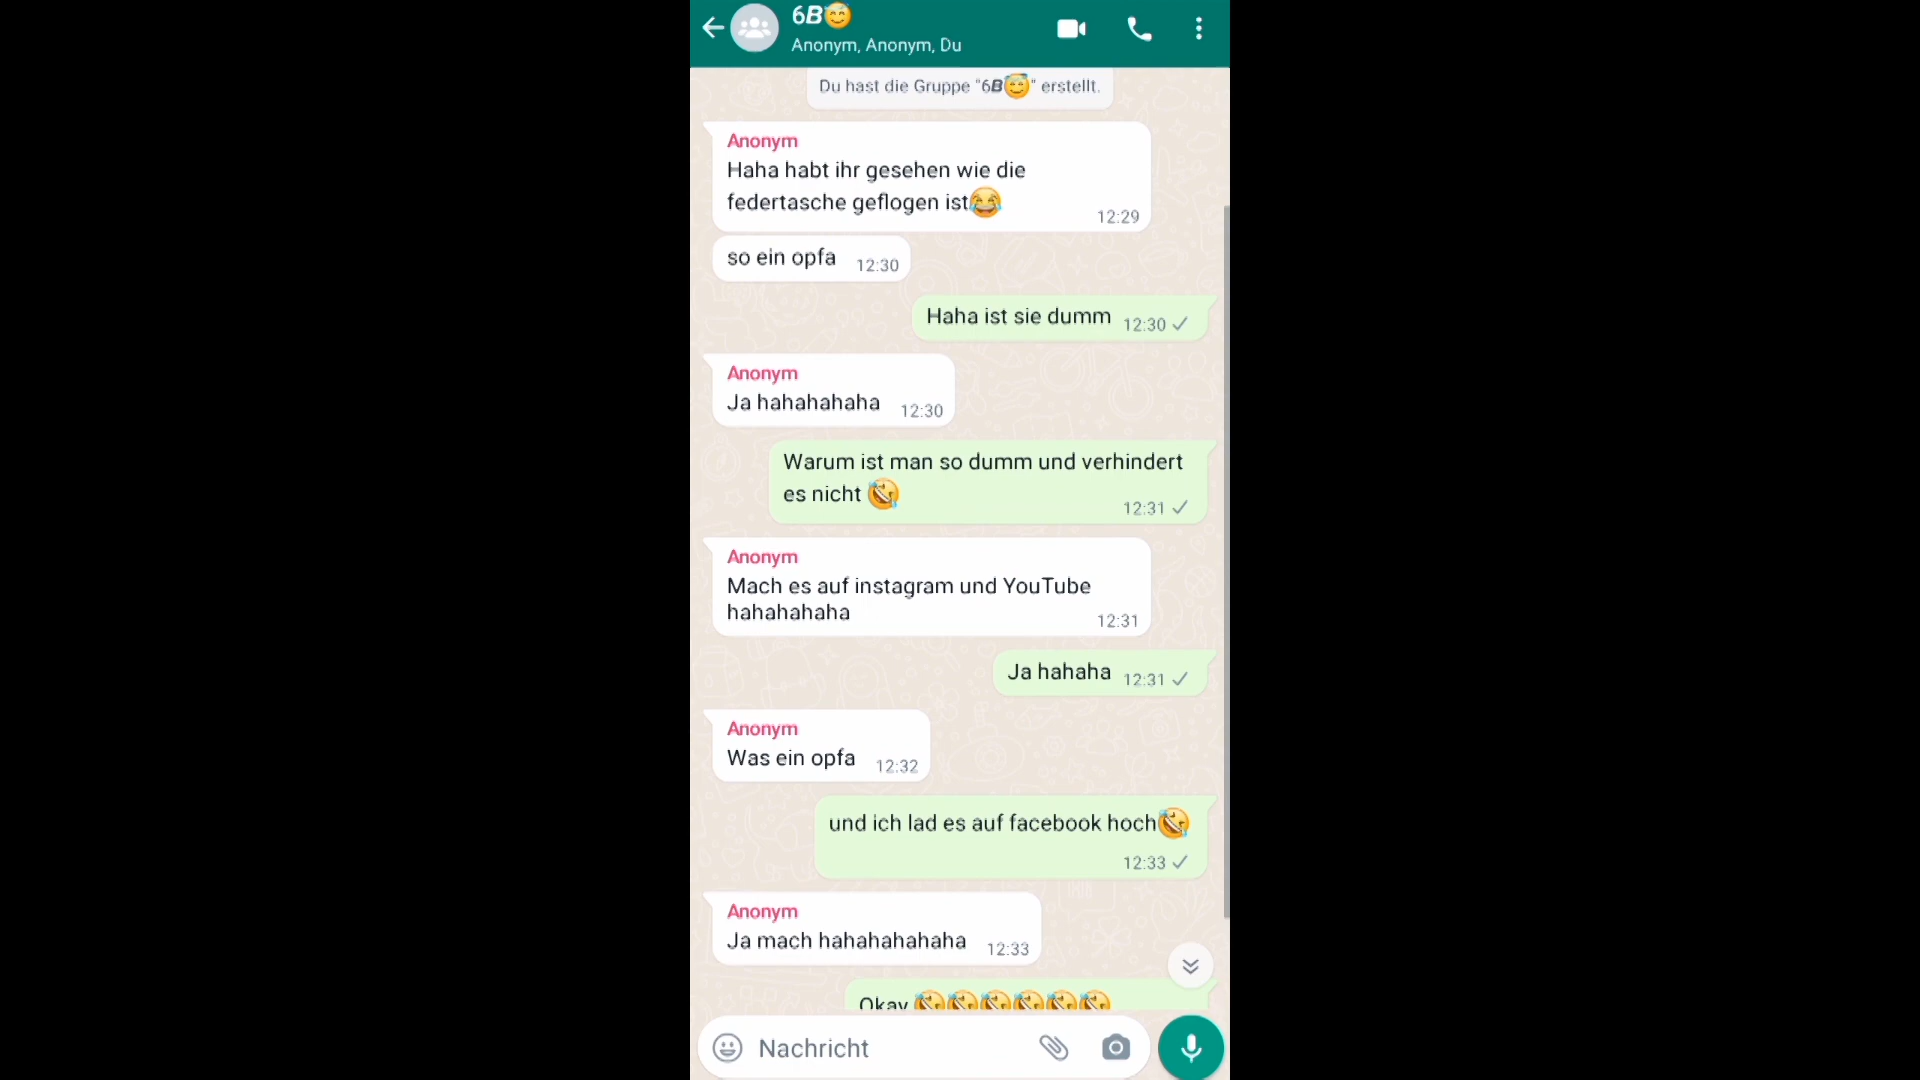 6B😇
Anonym, Anonym, Du
Du hast die Gruppe "6B😇" erstellt.
Anonym
Haha habt ihr gesehen wie die
federtasche geflogen ist😂
12:29
so ein opfa 12:30
Haha ist sie dumm 12:30
Anonym
Ja hahahahaha 12:30
Warum ist man so dumm und verhindert
es nicht 🤣
12:31
Anonym
Mach es auf instagram und YouTube
hahahahaha
12:31
Ja hahaha 12:31
Anonym
Was ein opfa 12:32
und ich lad es auf facebook hoch🤣
12:33
Anonym
Ja mach hahahahahaha 12:33
Okay 🤣🤣🤣🤣🤣🤣
Nachricht